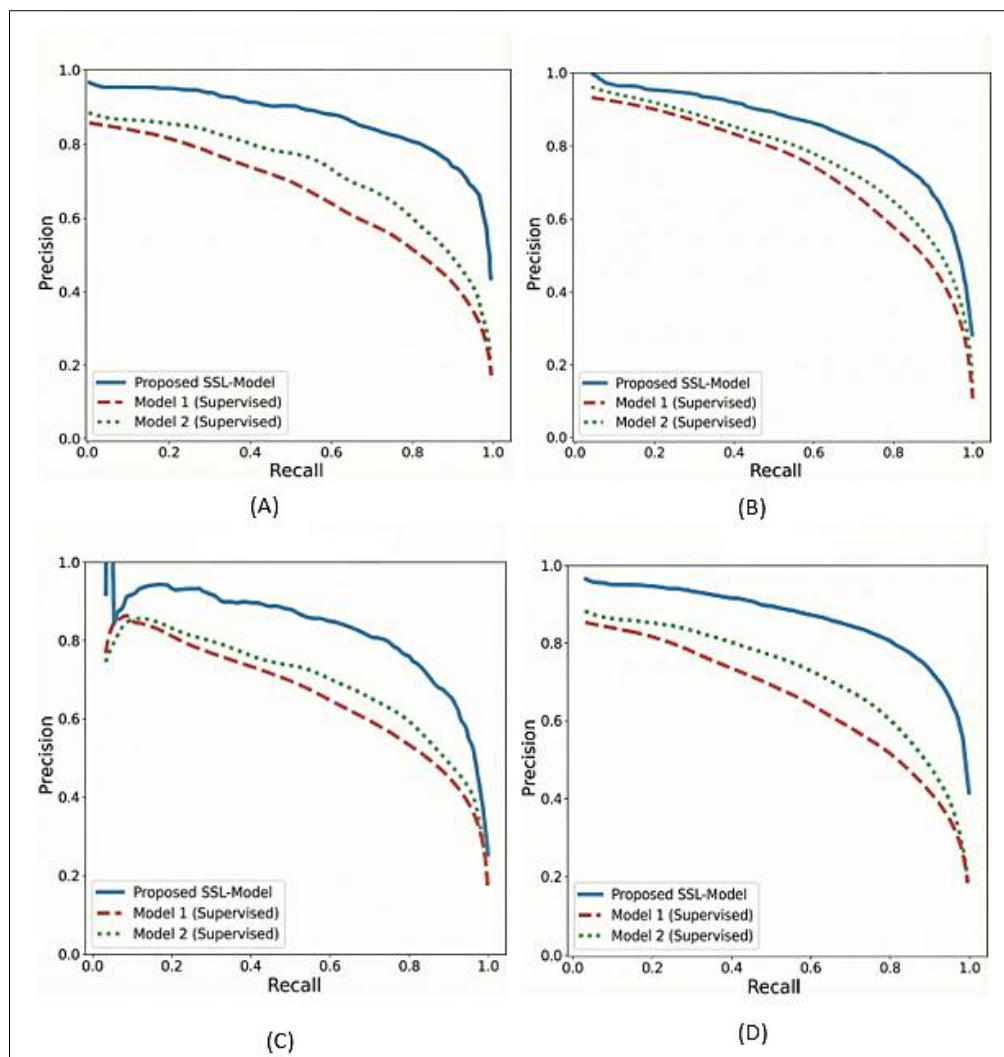 1.0
0.8
0.6
0.4
0.2
0.0
Precision
Proposed SSL-Model
Model 1 (Supervised)
Model 2 (Supervised)
0.0 0.2 0.4 0.6 0.8 1.0
Recall
(A)
1.0
0.8
0.6
0.4
0.2
0.0
Precision
Proposed SSL-Model
Model 1 (Supervised)
Model 2 (Supervised)
0.0 0.2 0.4 0.6 0.8 1.0
Recall
(B)
1.0
0.8
0.6
0.4
0.2
0.0
Precision
Proposed SSL-Model
Model 1 (Supervised)
Model 2 (Supervised)
0.0 0.2 0.4 0.6 0.8 1.0
Recall
(C)
1.0
0.8
0.6
0.4
0.2
0.0
Precision
Proposed SSL-Model
Model 1 (Supervised)
Model 2 (Supervised)
0.0 0.2 0.4 0.6 0.8 1.0
Recall
(D)